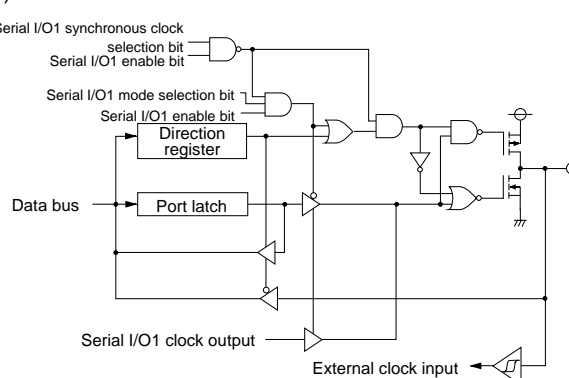 Serial I/O1 synchronous clock
selection bit
Serial I/O1 enable bit
Serial I/O1 mode selection bit
Serial I/O1 enable bit
Direction
register
Data bus
Port latch
Serial I/O1 clock output
External clock input